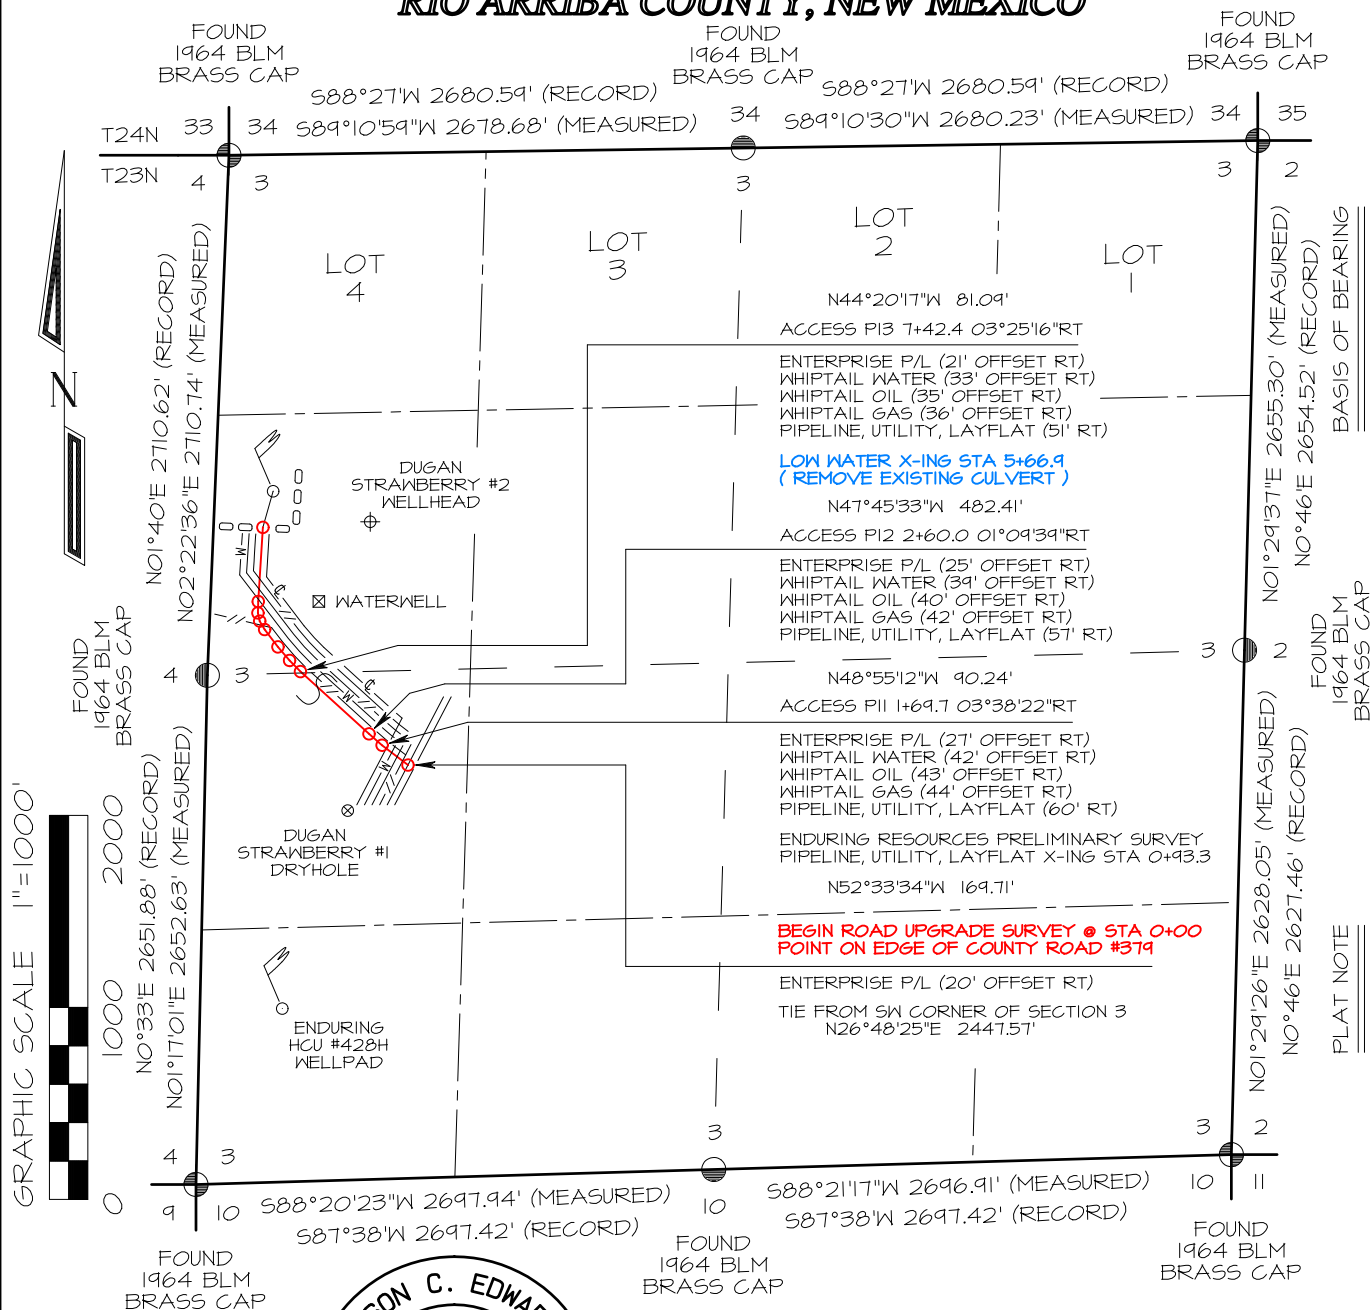 RIO ARRIBA COUNTY, NEW MEXICO
FOUND
1964 BLM
BRASS CAP
FOUND
1964 BLM
BRASS CAP
FOUND
1964 BLM
BRASS CAP
S88°27'W 2680.59' (RECORD)
S88°27'W 2680.59' (RECORD)
S89°10'59"W 2678.68' (MEASURED)
S89°10'30"W 2680.23' (MEASURED)
T24N
33
34
34
34
35
T23N
4
3
3
3
2
LOT
4
LOT
3
LOT
2
LOT
1
N01°40'E 2710.62' (RECORD)
N02°22'36"E 2710.14' (MEASURED)
N01°29'37"E 2655.30' (MEASURED)
N0°46'E 2654.52' (RECORD)
BASIS OF BEARING
N
N44°20'17"W 81.09'
ACCESS PI3 7+42.4 03°25'16"RT
ENTERPRISE P/L (21' OFFSET RT)
WHIPTAIL WATER (33' OFFSET RT)
WHIPTAIL OIL (35' OFFSET RT)
WHIPTAIL GAS (36' OFFSET RT)
PIPELINE, UTILITY, LAYFLAT (51' RT)
LOW WATER X-ING STA 5+66.9
( REMOVE EXISTING CULVERT )
N47°45'33"W 482.41'
ACCESS PI2 2+60.0 01°09'39"RT
ENTERPRISE P/L (25' OFFSET RT)
WHIPTAIL WATER (39' OFFSET RT)
WHIPTAIL OIL (40' OFFSET RT)
WHIPTAIL GAS (42' OFFSET RT)
PIPELINE, UTILITY, LAYFLAT (57' RT)
N48°55'12"W 90.24'
ACCESS PI1 1+69.7 03°38'22"RT
ENTERPRISE P/L (27' OFFSET RT)
WHIPTAIL WATER (42' OFFSET RT)
WHIPTAIL OIL (43' OFFSET RT)
WHIPTAIL GAS (44' OFFSET RT)
PIPELINE, UTILITY, LAYFLAT (60' RT)
ENDURING RESOURCES PRELIMINARY SURVEY
PIPELINE, UTILITY, LAYFLAT X-ING STA 0+93.3
N52°33'34"W 169.71'
BEGIN ROAD UPGRADE SURVEY @ STA 0+00
POINT ON EDGE OF COUNTY ROAD #379
ENTERPRISE P/L (20' OFFSET RT)
TIE FROM SW CORNER OF SECTION 3
N26°48'25"E 2447.57'
DUGAN
STRAWBERRY #2
WELLHEAD
WATERWELL
W
W
W
DUGAN
STRAWBERRY #1
DRYHOLE
ENDURING
HCU #428H
WELLPAD
FOUND
1964 BLM
BRASS CAP
4
3
3
2
FOUND
1964 BLM
BRASS CAP
N0°33'E 2651.88' (RECORD)
N01°17'01"E 2652.63' (MEASURED)
N01°29'26"E 2628.05' (MEASURED)
N0°46'E 2627.46' (RECORD)
PLAT NOTE
GRAPHIC SCALE 1"=1000'
0
1000
2000
4
3
3
3
2
9
10
10
10
11
S88°20'23"W 2697.94' (MEASURED)
S88°21'17"W 2696.91' (MEASURED)
S87°38'W 2697.42' (RECORD)
S87°38'W 2697.42' (RECORD)
FOUND
1964 BLM
BRASS CAP
FOUND
1964 BLM
BRASS CAP
FOUND
1964 BLM
BRASS CAP
SON C. EDWAR